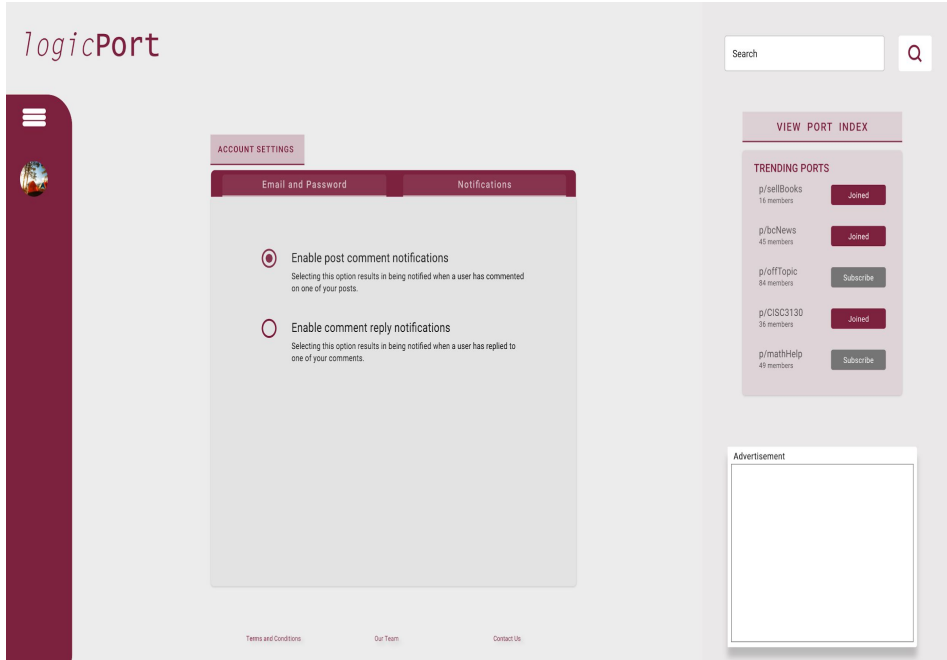 logicPort
Search
VIEW PORT INDEX
ACCOUNT SETTINGS
Email and Password
Notifications
Enable post comment notifications
Selecting this option results in being notified when a user has commented
on one of your posts.
Enable comment reply notifications
Selecting this option results in being notified when a user has replied to
one of your comments.
TRENDING PORTS
p/sellBooks
16 members
Joined
p/bcNews
45 members
Joined
p/offTopic
84 members
Subscribe
p/CISC3130
36 members
Joined
p/mathHelp
49 members
Subscribe
Advertisement
Terms and Conditions
Our Team
Contact Us